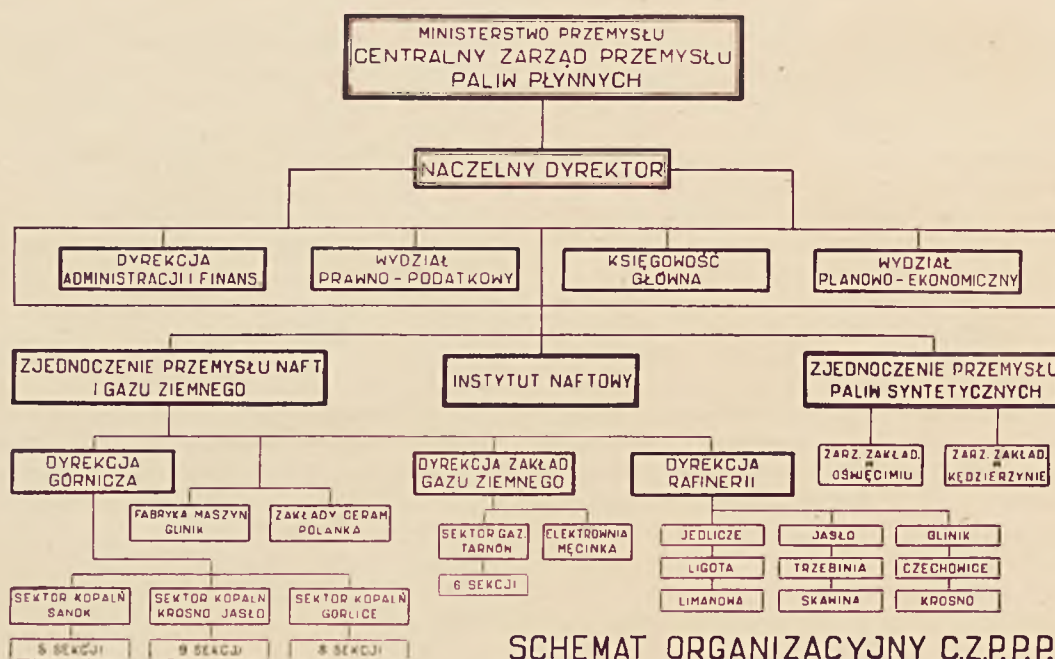 MINISTERSTWO PRZEMYSŁU
CENTRALNY ZARZĄD PRZEMYSŁU
PALIW PŁYNNYCH
NACZELNY DYREKTOR
DYREKCJA
ADMINISTRACJI I FINANS.
WYDZIAŁ
PRAWNO-PODATKOWY
KSIĘGOWOŚĆ
GŁÓWNA
WYDZIAŁ
PLANOWO-EKONOMICZNY
ZJEDNOCZENIE PRZEMYSŁU NAFT.
I GAZU ZIEMNEGO
INSTYTUT NAFTOWY
ZJEDNOCZENIE PRZEMYSŁU
PALIW SYNTETYCZNYCH
DYREKCJA
GÓRNICZA
FABRYKA MASZYN
GLINIK
ZAKŁADY CERAM.
POLANKA
DYREKCJA ZAKŁAD.
GAZU ZIEMNEGO
SEKTOR GAZ.
TARNÓW
6 SEKCJI
ELEKTROWNIA
MĘCINKA
DYREKCJA
RAFINERII
JEDLICZE
JASŁO
GLINIK
LIGOTA
TRZEBINIA
CZECHOWICE
LIMANOWA
SKAWINA
KROSNO
ZARZ. ZAKŁAD.
W
OŚWIĘCIMIU
ZARZ. ZAKŁAD.
W
KĘDZIERZYNIE
SEKTOR KOPALŃ
SANOK
SEKTOR KOPALŃ
KROSNO JASŁO
SEKTOR KOPALŃ
GORLICE
5 SEKCJI
9 SEKCJI
8 SEKCJI
SCHEMAT ORGANIZACYJNY C.Z.P.P.P.